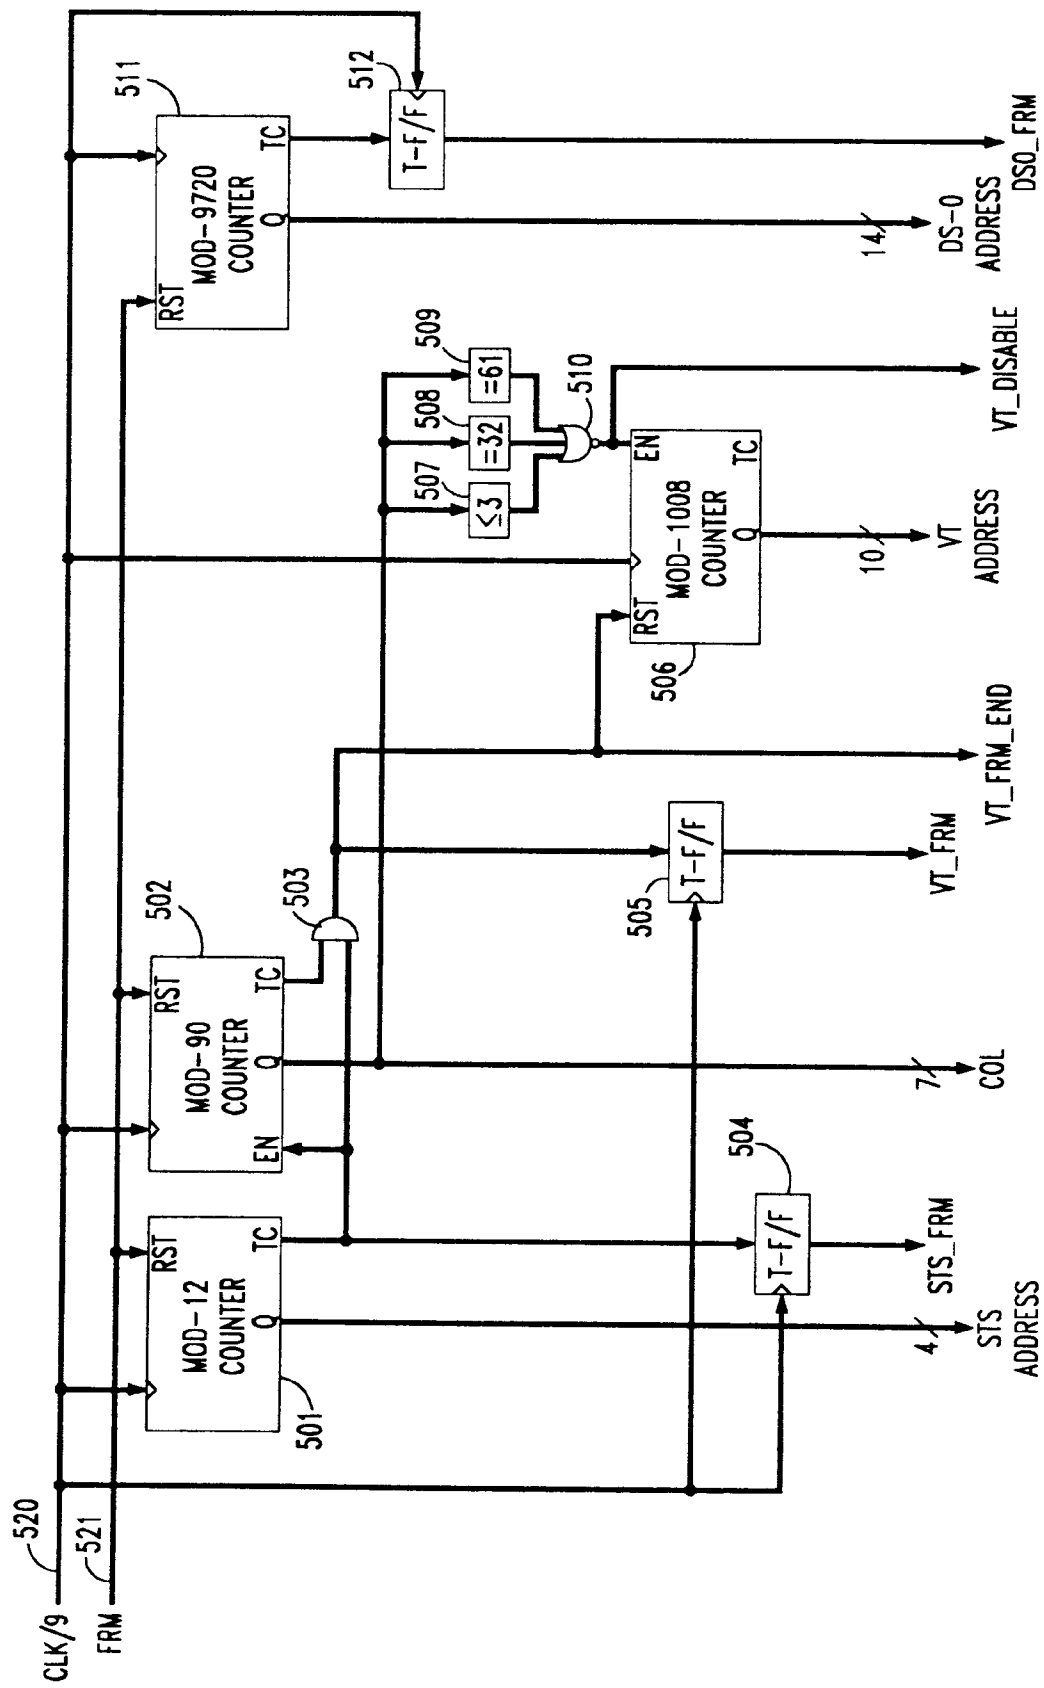 CLK/9
520
FRM
521
MOD-12
COUNTER
RST
Q
TC
501
MOD-90
COUNTER
RST
EN
Q
TC
502
503
T-F/F
504
T-F/F
505
MOD-1008
COUNTER
RST
EN
Q
TC
506
≤3
507
=32
508
=61
509
510
MOD-9720
COUNTER
RST
Q
TC
511
T-F/F
512
4
STS
ADDRESS
STS_FRM
7
COL
VT_FRM
VT_FRM_END
10
VT
ADDRESS
VT_DISABLE
14
DS-0
ADDRESS
DS0_FRM